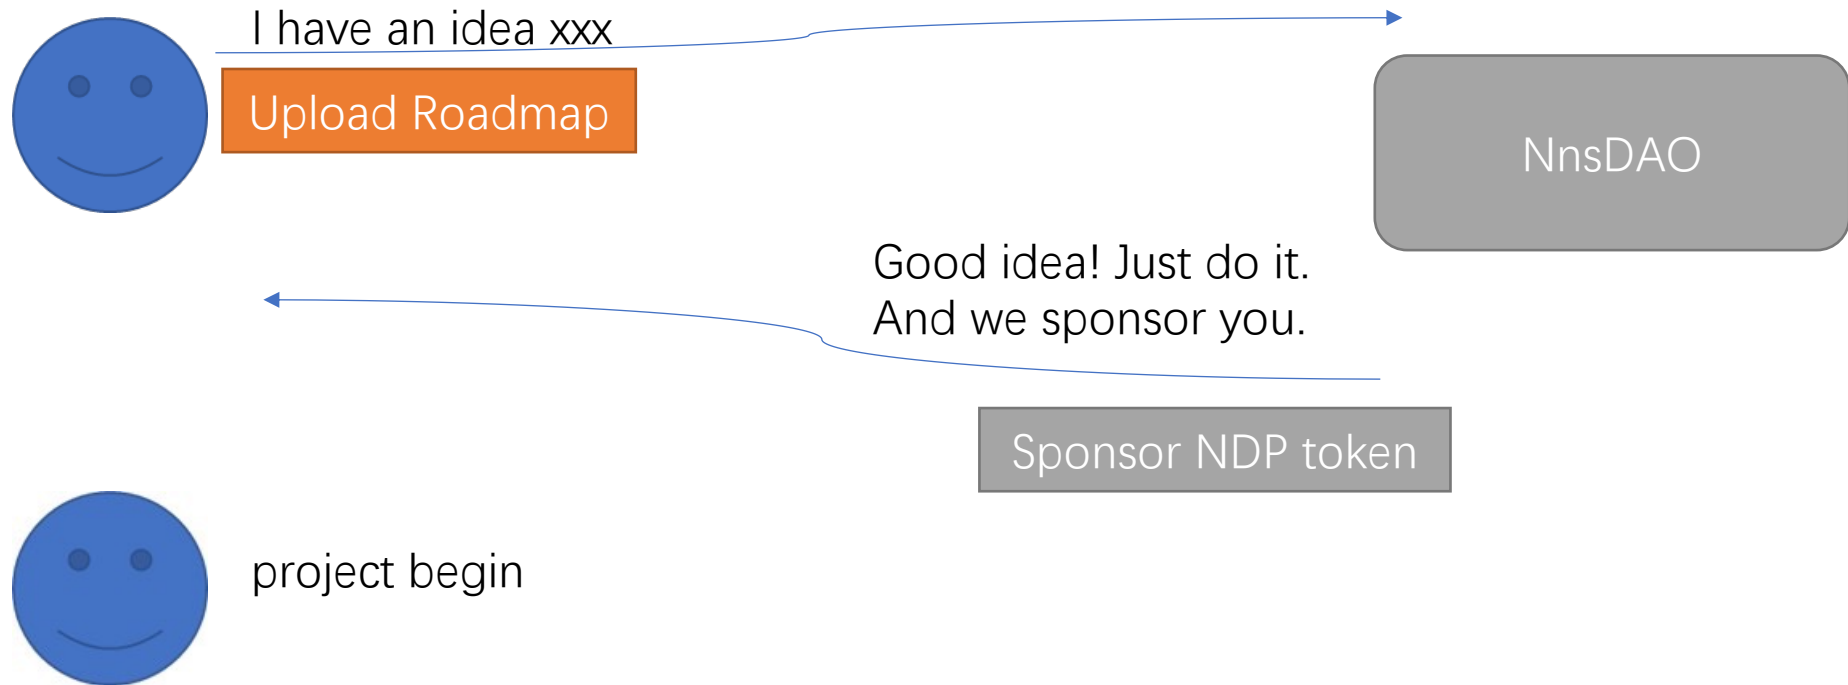 I have an idea xxx
Upload Roadmap
NnsDAO
Good idea! Just do it.
And we sponsor you.
Sponsor NDP token
project begin